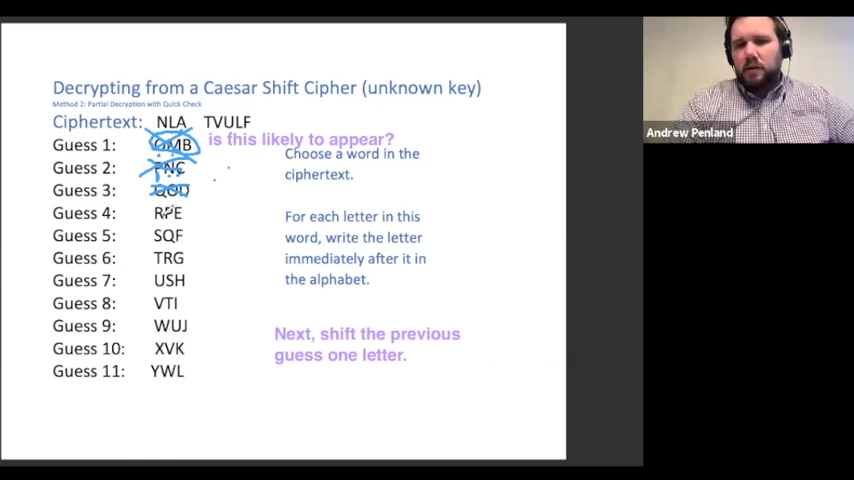 Decrypting from a Caesar Shift Cipher (unknown key)
Method 2: Partial Decryption with Quick Check
Ciphertext: NLA TVULF
is this likely to appear?
Guess 1: OMB
Guess 2: PNC
Guess 3: QOD
Guess 4: RPE
Guess 5: SQF
Guess 6: TRG
Guess 7: USH
Guess 8: VTI
Guess 9: WUJ
Guess 10: XVK
Guess 11: YWL
Choose a word in the
ciphertext.
For each letter in this
word, write the letter
immediately after it in
the alphabet.
Next, shift the previous
guess one letter.
Andrew Penland